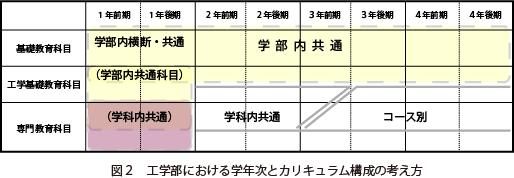 1年前期 1年後期 2年前期 2年後期 3年前期 3年後期 4年前期 4年後期
基礎教育科目 学部内横断・共通 学部内共通
工学基礎教育科目 (学部内共通科目)
専門教育科目 (学科内共通) 学科内共通 コース別
図2 工学部における学年次とカリキュラム構成の考え方